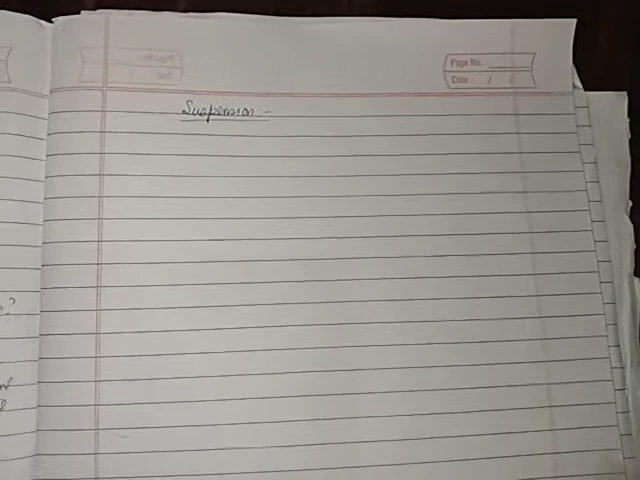 Page No.
Date / /
Suspension -
?